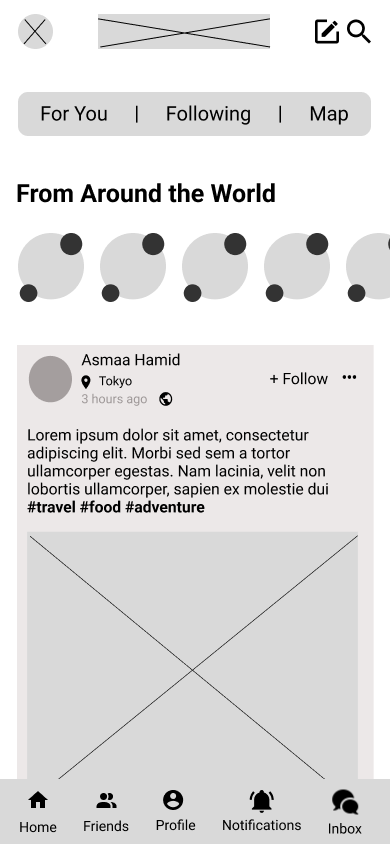 For You | Following | Map
From Around the World
Asmaa Hamid
Tokyo
+ Follow
3 hours ago
Lorem ipsum dolor sit amet, consectetur
adipiscing elit. Morbi sed sem a tortor
ullamcorper egestas. Nam lacinia, velit non
lobortis ullamcorper, sapien ex molestie dui
#travel #food #adventure
Home Friends Profile Notifications Inbox